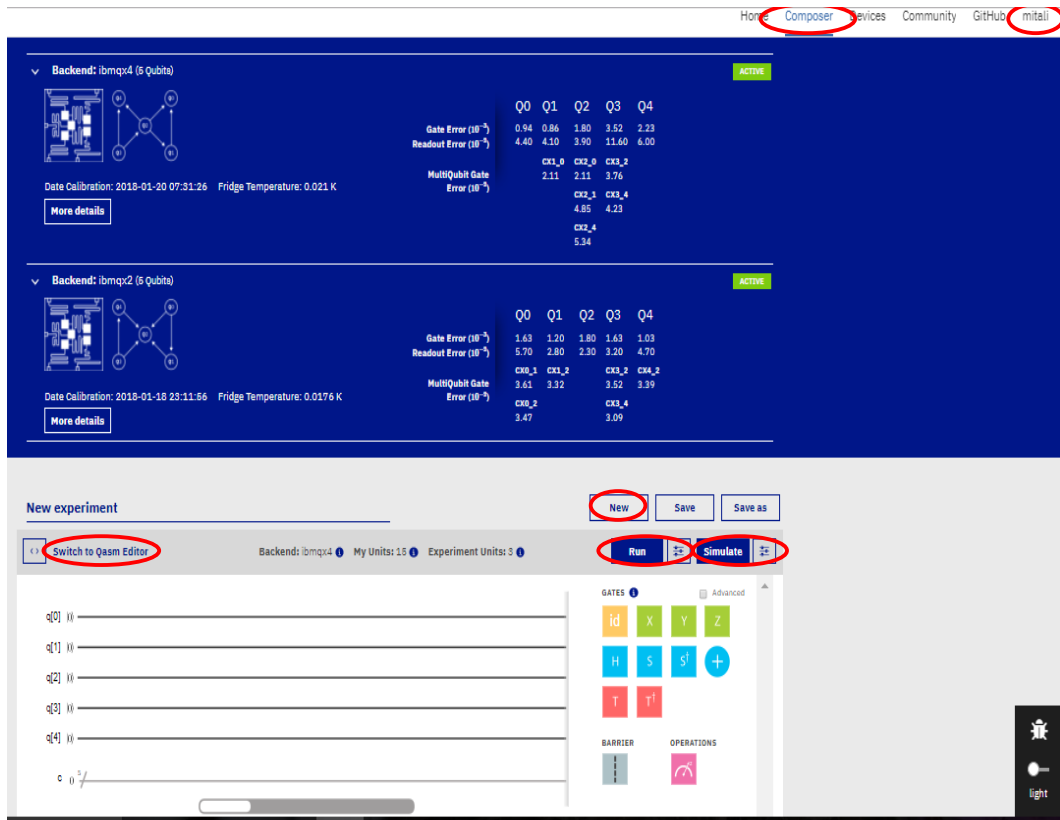 Home Composer Devices Community GitHub mitali
Backend: ibmqx4 (5 Qubits)
ACTIVE
Q0 Q1 Q2 Q3 Q4
Gate Error (10⁻³) 0.94 0.86 1.80 3.52 2.23
Readout Error (10⁻²) 4.40 4.10 3.90 11.60 6.00
CX1_0 CX2_0 CX3_2
MultiQubit Gate Error (10⁻²) 2.11 2.11 3.76
CX2_1 CX3_4
4.85 4.23
CX2_4
5.34
Date Calibration: 2018-01-20 07:31:26 Fridge Temperature: 0.021 K
More details
Backend: ibmqx2 (5 Qubits)
ACTIVE
Q0 Q1 Q2 Q3 Q4
Gate Error (10⁻³) 1.63 1.20 1.80 1.63 1.03
Readout Error (10⁻²) 5.70 2.80 2.30 3.20 4.70
CX0_1 CX1_2 CX3_2 CX4_2
MultiQubit Gate Error (10⁻²) 3.61 3.32 3.52 3.39
CX0_2 CX3_4
3.47 3.09
Date Calibration: 2018-01-18 23:11:56 Fridge Temperature: 0.0176 K
More details
New experiment
New Save Save as
Switch to Qasm Editor Backend: ibmqx4 My Units: 15 Experiment Units: 3 Run Simulate
GATES Advanced
id X Y Z
H S S† +
T T†
BARRIER OPERATIONS
q[0] |0⟩
q[1] |0⟩
q[2] |0⟩
q[3] |0⟩
q[4] |0⟩
c 0 5
light